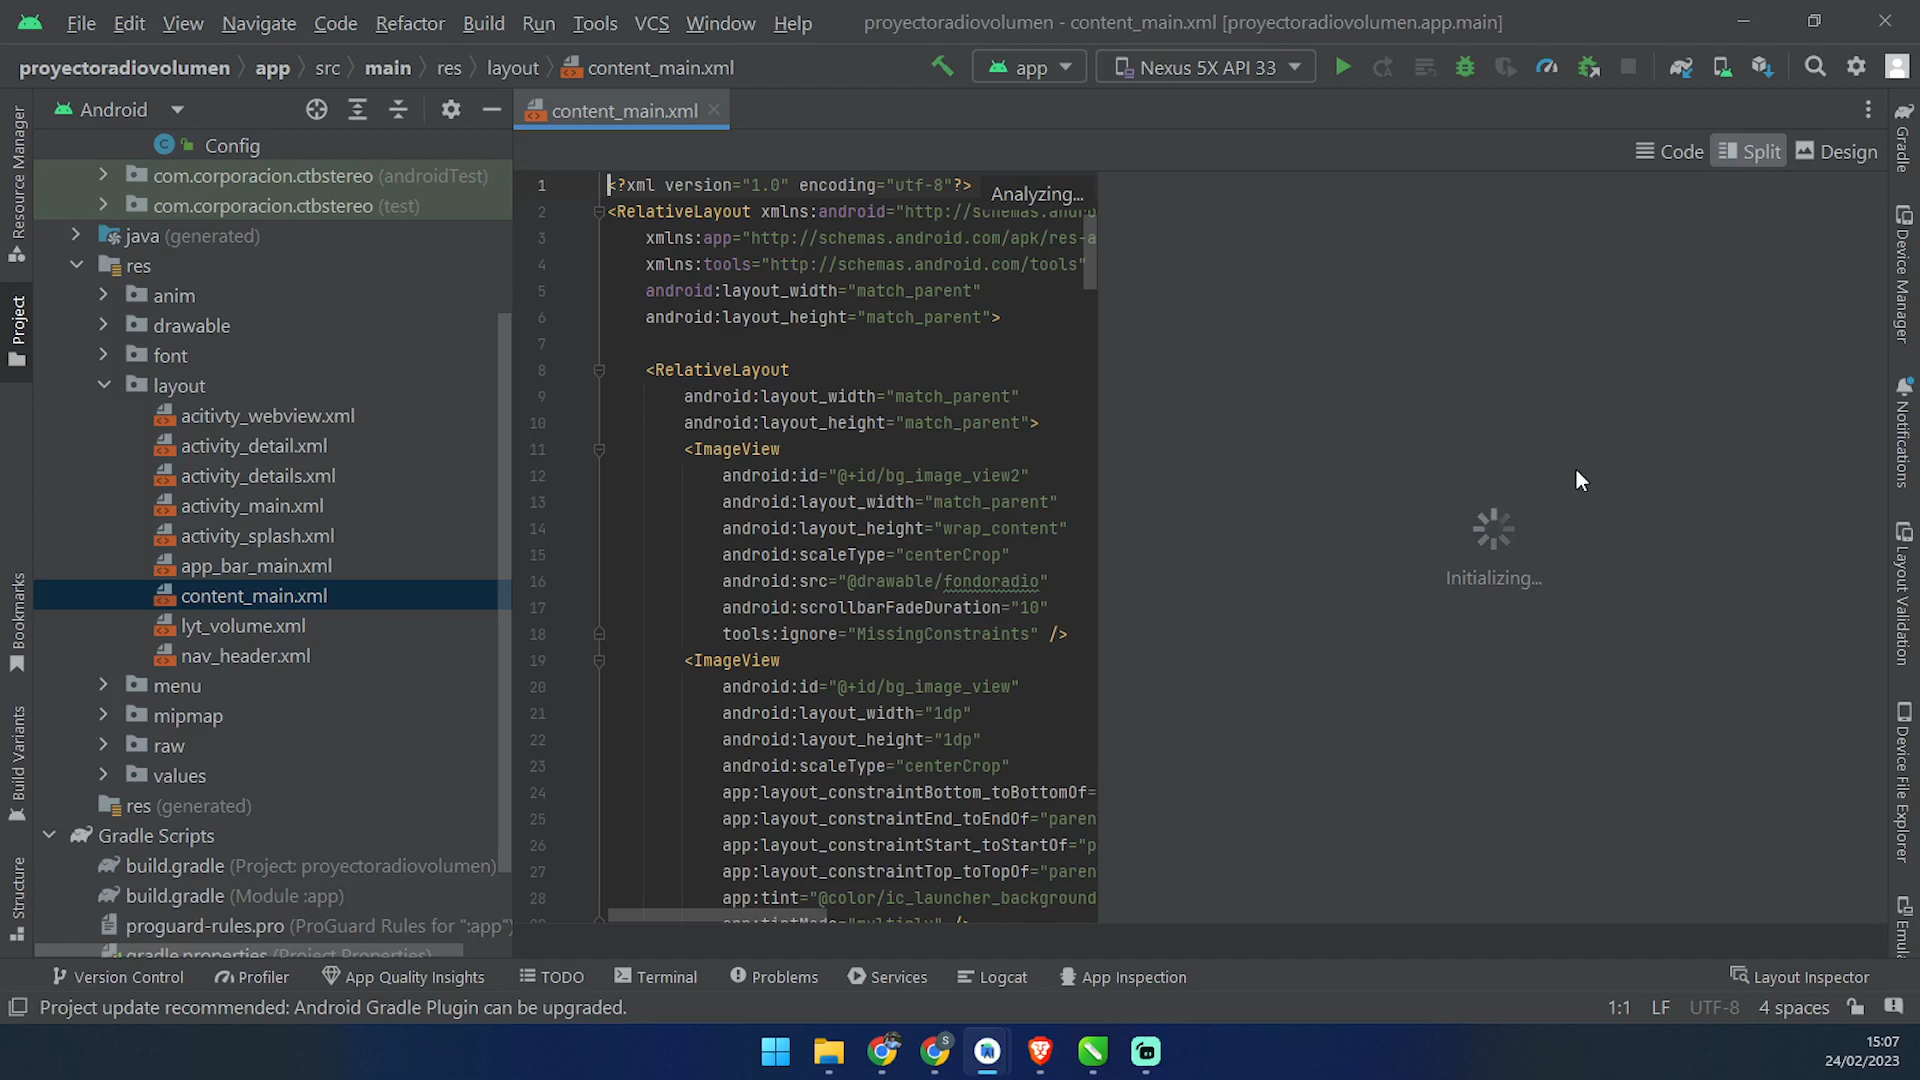 File Edit View Navigate Code Refactor Build Run Tools VCS Window Help proyectoradiovolumen - content_main.xml [proyectoradiovolumen.app.main]
proyectoradiovolumen app src main res layout content_main.xml app Nexus 5X API 33
Android
content_main.xml
Code Split Design
Config
com.corporacion.ctbstereo (androidTest)
com.corporacion.ctbstereo (test)
java (generated)
res
anim
drawable
font
layout
acitivty_webview.xml
activity_detail.xml
activity_details.xml
activity_main.xml
activity_splash.xml
app_bar_main.xml
content_main.xml
lyt_volume.xml
nav_header.xml
menu
mipmap
raw
values
res (generated)
Gradle Scripts
build.gradle (Project: proyectoradiovolumen)
build.gradle (Module :app)
proguard-rules.pro (ProGuard Rules for ":app")
gradle.properties (Project Properties)
1 <?xml version="1.0" encoding="utf-8"?>
Analyzing...
2 <RelativeLayout xmlns:android="http://schemas.andro
3 xmlns:app="http://schemas.android.com/apk/res-a
4 xmlns:tools="http://schemas.android.com/tools"
5 android:layout_width="match_parent"
6 android:layout_height="match_parent">
7
8 <RelativeLayout
9 android:layout_width="match_parent"
10 android:layout_height="match_parent">
11 <ImageView
12 android:id="@+id/bg_image_view2"
13 android:layout_width="match_parent"
14 android:layout_height="wrap_content"
15 android:scaleType="centerCrop"
16 android:src="@drawable/fondoradio"
17 android:scrollbarFadeDuration="10"
18 tools:ignore="MissingConstraints" />
19 <ImageView
20 android:id="@+id/bg_image_view"
21 android:layout_width="1dp"
22 android:layout_height="1dp"
23 android:scaleType="centerCrop"
24 app:layout_constraintBottom_toBottomOf=
25 app:layout_constraintEnd_toEndOf="paren
26 app:layout_constraintStart_toStartOf="p
27 app:layout_constraintTop_toTopOf="paren
28 app:tint="@color/ic_launcher_background
app:tintMode="multiply" />
Initializing...
Resource Manager
Project
Bookmarks
Build Variants
Structure
Gradle
Device Manager
Notifications
Layout Validation
Device File Explorer
Emula
Version Control Profiler App Quality Insights TODO Terminal Problems Services Logcat App Inspection Layout Inspector
Project update recommended: Android Gradle Plugin can be upgraded. 1:1 LF UTF-8 4 spaces
S
15:07
24/02/2023